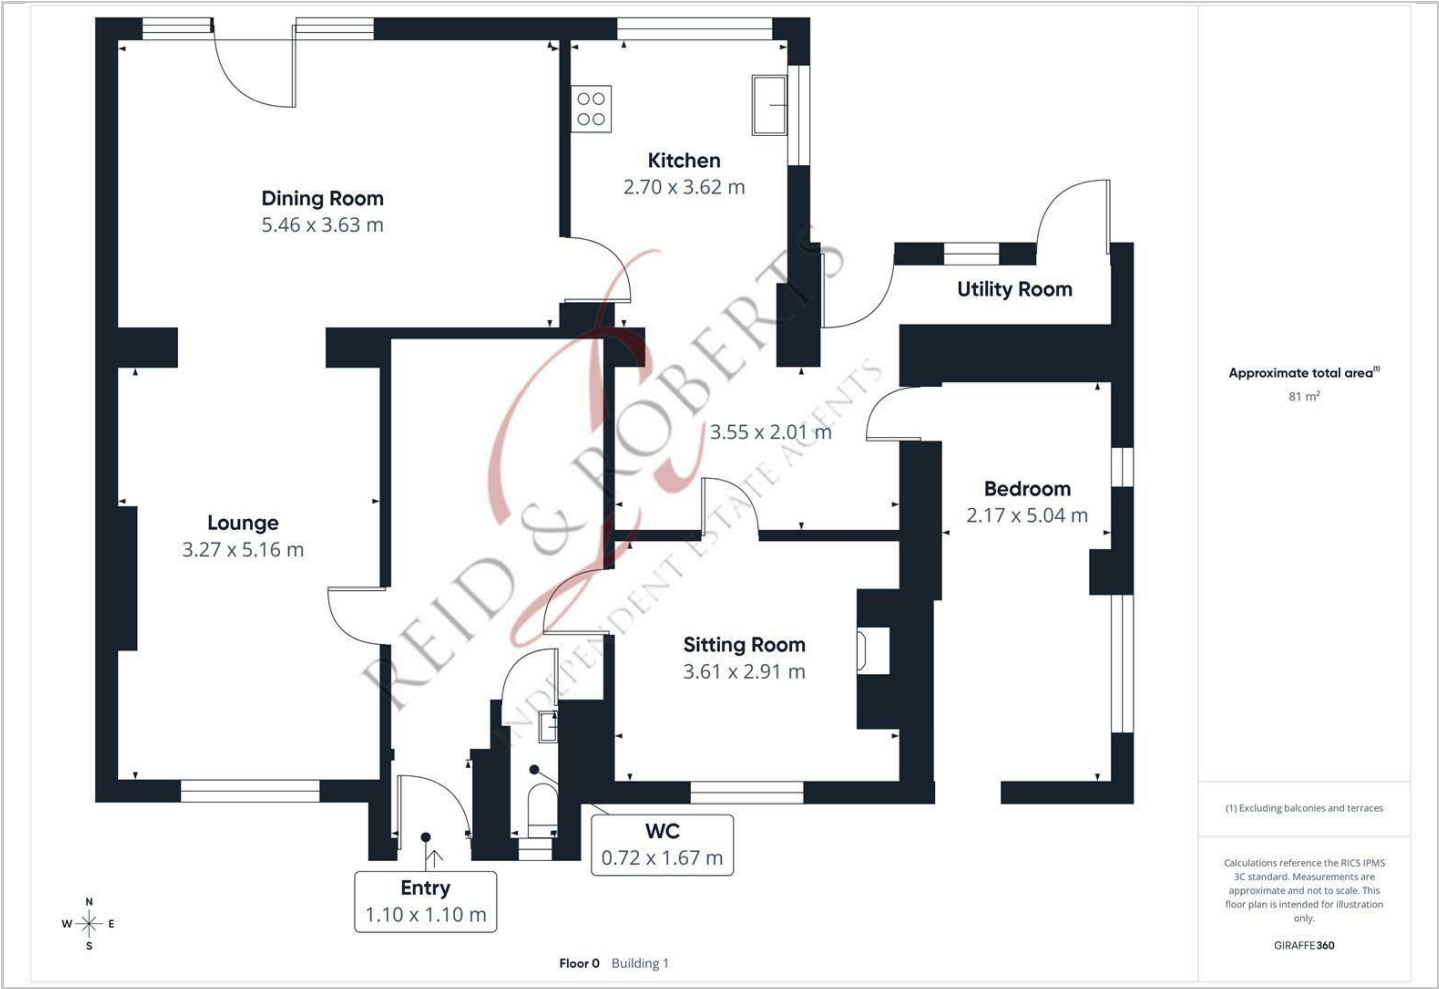 Dining Room
5.46 x 3.63 m
Kitchen
2.70 x 3.62 m
Utility Room
3.55 x 2.01 m
Bedroom
2.17 x 5.04 m
Lounge
3.27 x 5.16 m
Sitting Room
3.61 x 2.91 m
WC
0.72 x 1.67 m
Entry
1.10 x 1.10 m
REID & ROBERTS
INDEPENDENT ESTATE AGENTS
N
W E
S
Floor 0 Building 1
Approximate total area(1)
81 m²
(1) Excluding balconies and terraces
Calculations reference the RICS IPMS
3C standard. Measurements are
approximate and not to scale. This
floor plan is intended for illustration
only.
GIRAFFE360